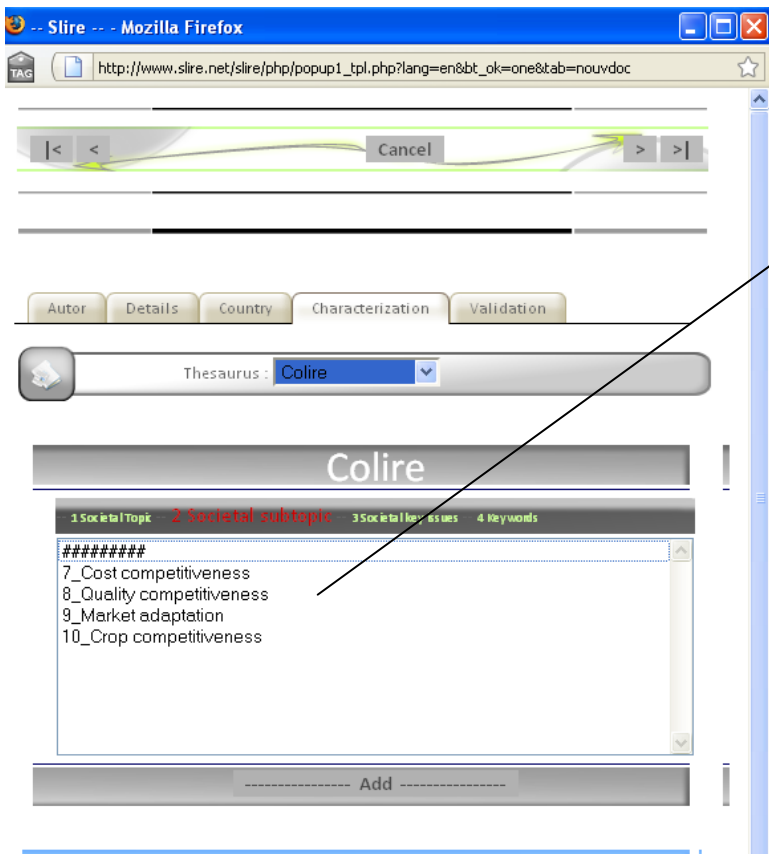 -- Slire -- - Mozilla Firefox
TAG http://www.slire.net/slire/php/popup1_tpl.php?lang=en&bt_ok=one&tab=nouvdoc
|< < Cancel > >|
Autor Details Country Characterization Validation
Thesaurus : Colire
Colire
-- 1 Societal Topic -- 2 Societal subtopic -- 3 Societal key issues -- 4 Keywords
#########
7_Cost competitiveness
8_Quality competitiveness
9_Market adaptation
10_Crop competitiveness
---------------- Add ----------------